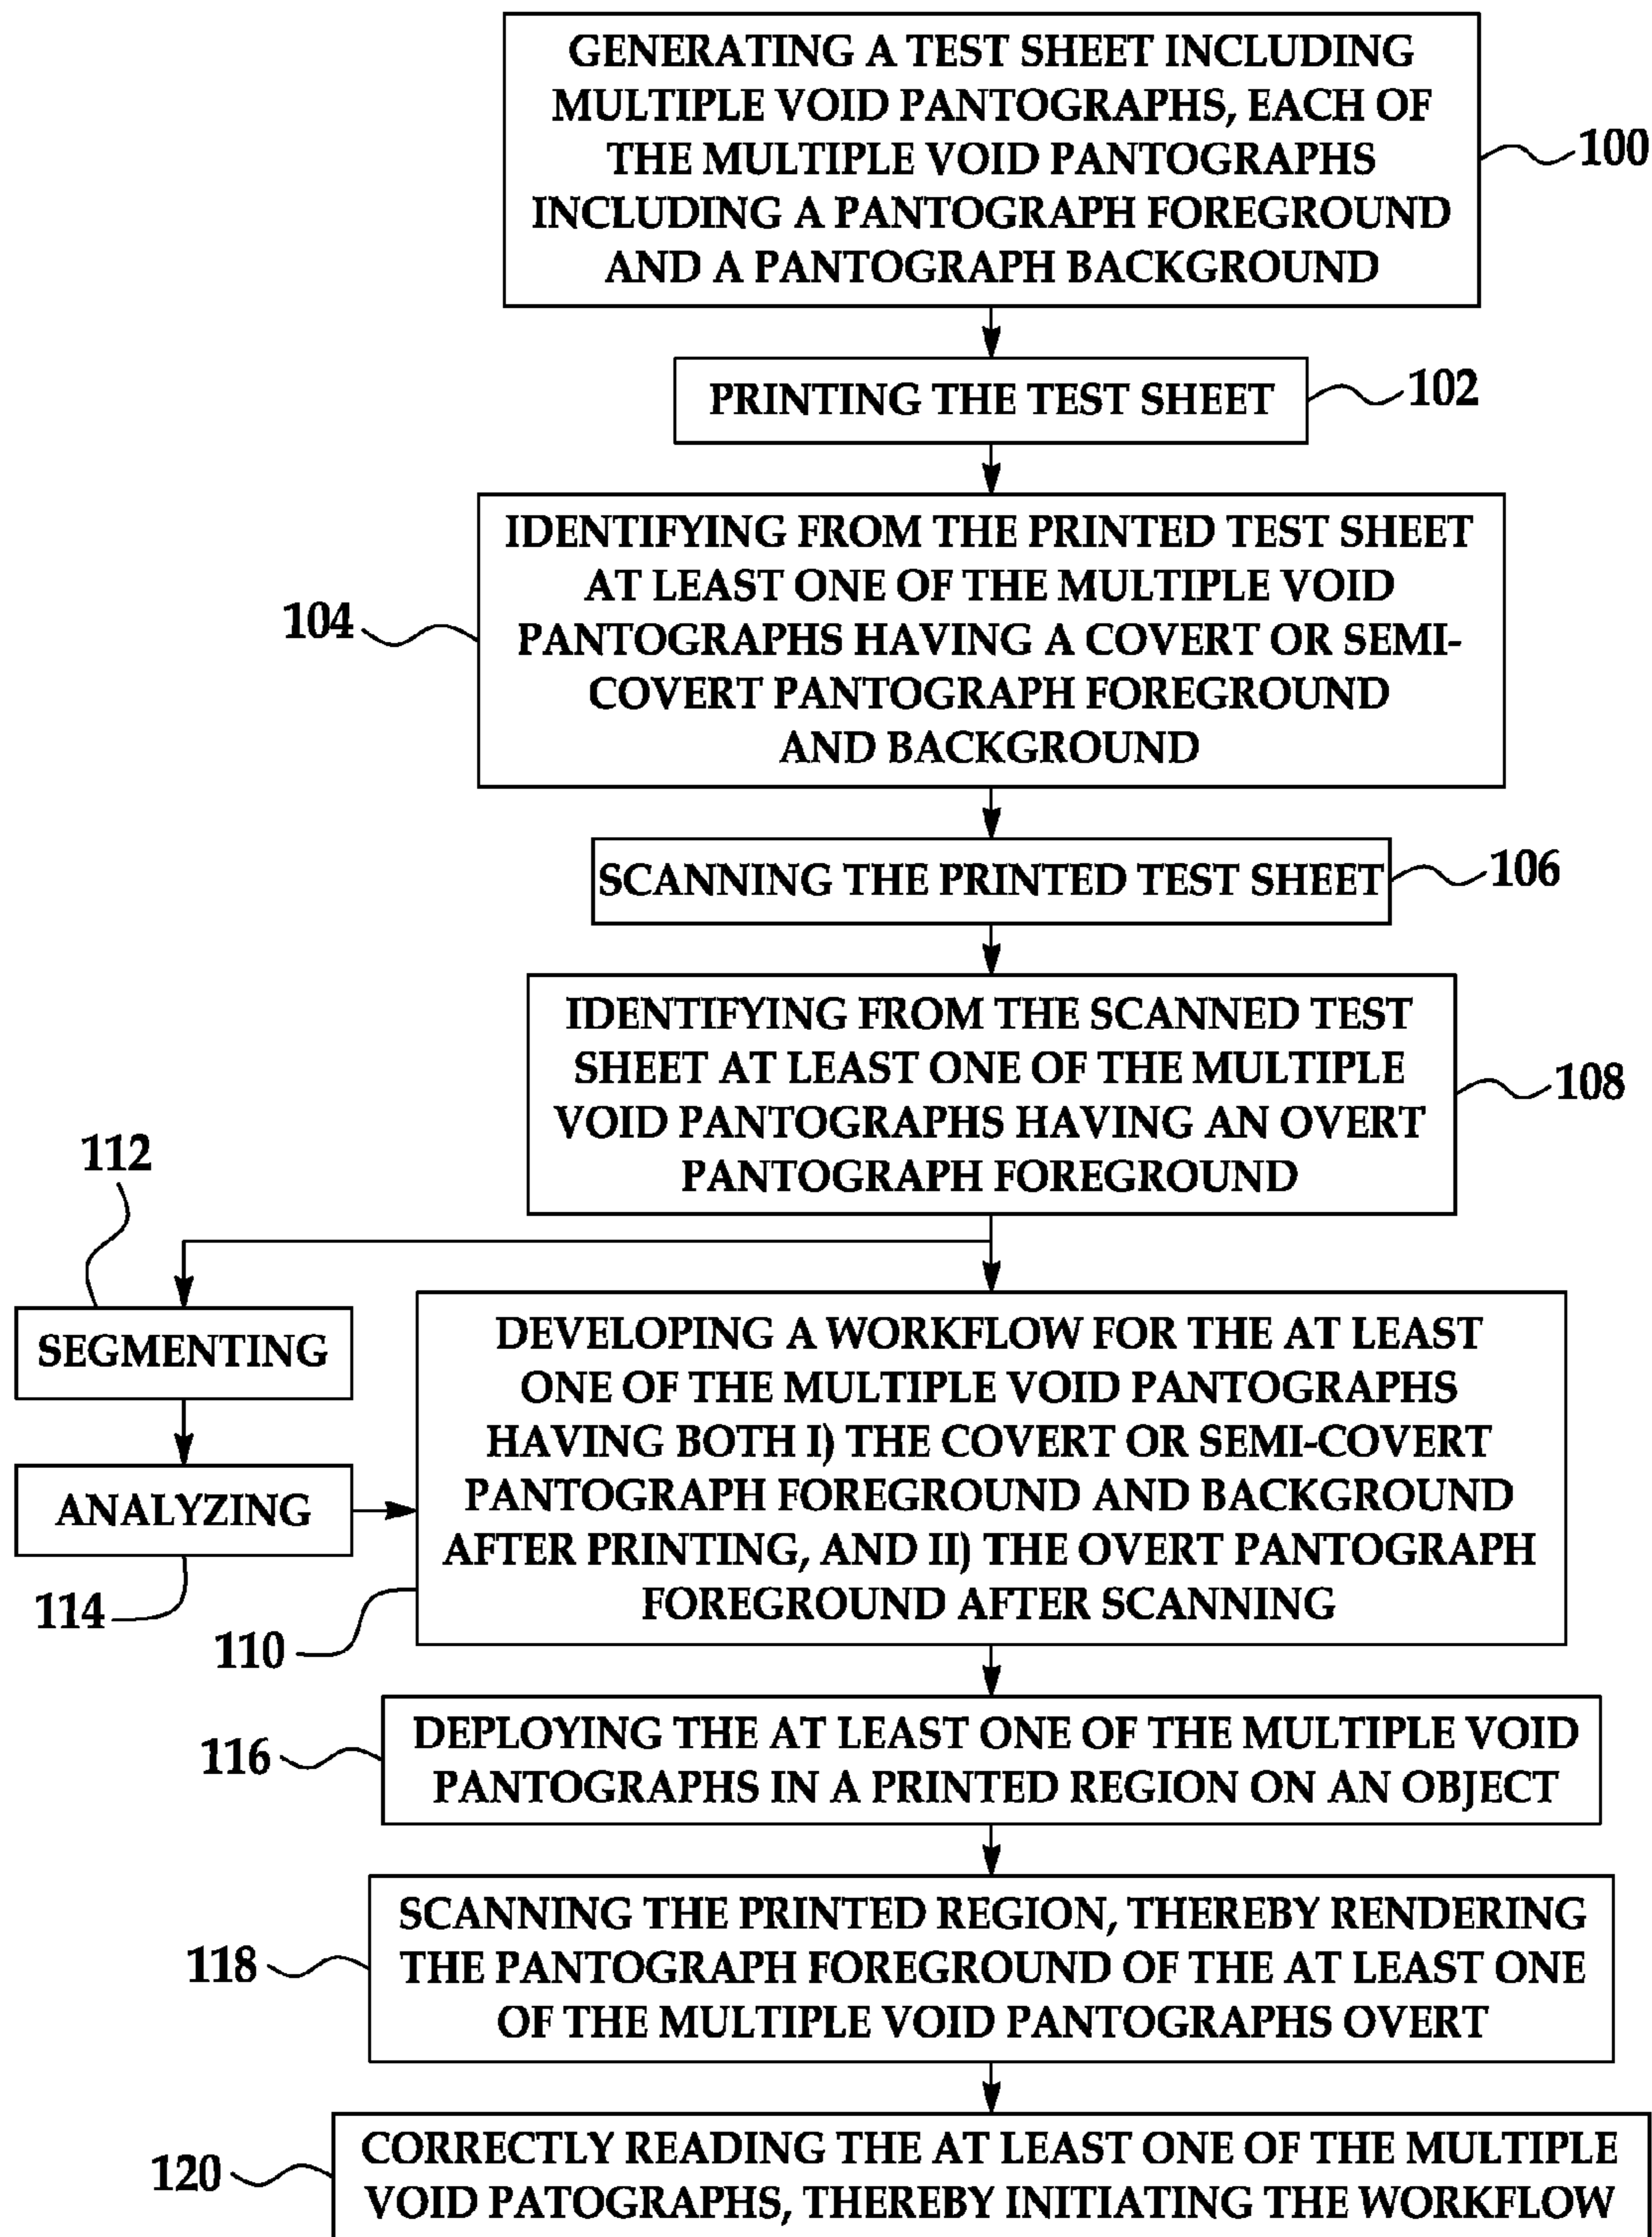 GENERATING A TEST SHEET INCLUDING
MULTIPLE VOID PANTOGRAPHS, EACH OF
THE MULTIPLE VOID PANTOGRAPHS
INCLUDING A PANTOGRAPH FOREGROUND
AND A PANTOGRAPH BACKGROUND
100
PRINTING THE TEST SHEET
102
IDENTIFYING FROM THE PRINTED TEST SHEET
AT LEAST ONE OF THE MULTIPLE VOID
PANTOGRAPHS HAVING A COVERT OR SEMI-
COVERT PANTOGRAPH FOREGROUND
AND BACKGROUND
104
SCANNING THE PRINTED TEST SHEET
106
IDENTIFYING FROM THE SCANNED TEST
SHEET AT LEAST ONE OF THE MULTIPLE
VOID PANTOGRAPHS HAVING AN OVERT
PANTOGRAPH FOREGROUND
108
112
SEGMENTING
ANALYZING
114
DEVELOPING A WORKFLOW FOR THE AT LEAST
ONE OF THE MULTIPLE VOID PANTOGRAPHS
HAVING BOTH I) THE COVERT OR SEMI-COVERT
PANTOGRAPH FOREGROUND AND BACKGROUND
AFTER PRINTING, AND II) THE OVERT PANTOGRAPH
FOREGROUND AFTER SCANNING
110
DEPLOYING THE AT LEAST ONE OF THE MULTIPLE VOID
PANTOGRAPHS IN A PRINTED REGION ON AN OBJECT
116
SCANNING THE PRINTED REGION, THEREBY RENDERING
THE PANTOGRAPH FOREGROUND OF THE AT LEAST ONE
OF THE MULTIPLE VOID PANTOGRAPHS OVERT
118
CORRECTLY READING THE AT LEAST ONE OF THE MULTIPLE
VOID PATOGRAPHS, THEREBY INITIATING THE WORKFLOW
120